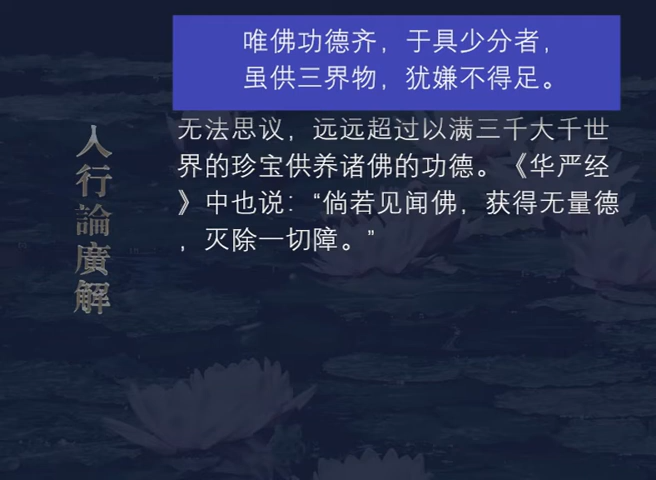 唯佛功德齐，于具少分者，
虽供三界物，犹嫌不得足。
无法思议，远远超过以满三千大千世
界的珍宝供养诸佛的功德。《华严经
》中也说：“倘若见闻佛，获得无量德
，灭除一切障。”
入行論廣解